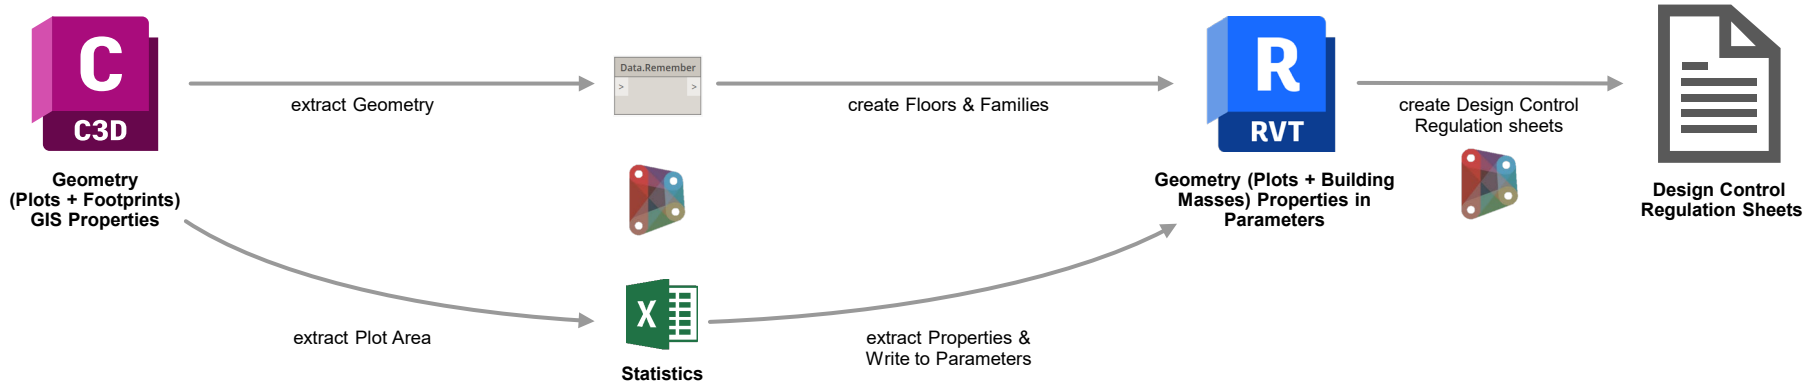 C
C3D
Geometry
(Plots + Footprints)
GIS Properties
extract Geometry
Data.Remember
>
>
create Floors & Families
R
RVT
Geometry (Plots + Building
Masses) Properties in
Parameters
create Design Control
Regulation sheets
Design Control
Regulation Sheets
extract Plot Area
X
Statistics
extract Properties &
Write to Parameters